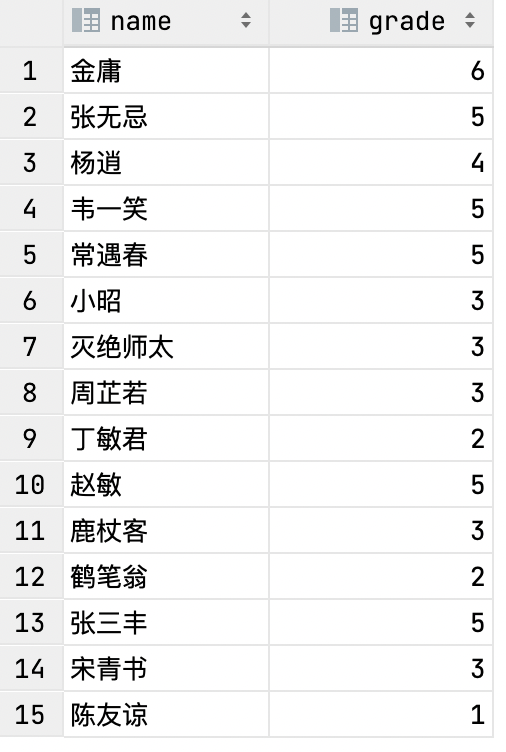 name grade
1 金庸 6
2 张无忌 5
3 杨逍 4
4 韦一笑 5
5 常遇春 5
6 小昭 3
7 灭绝师太 3
8 周芷若 3
9 丁敏君 2
10 赵敏 5
11 鹿杖客 3
12 鹤笔翁 2
13 张三丰 5
14 宋青书 3
15 陈友谅 1